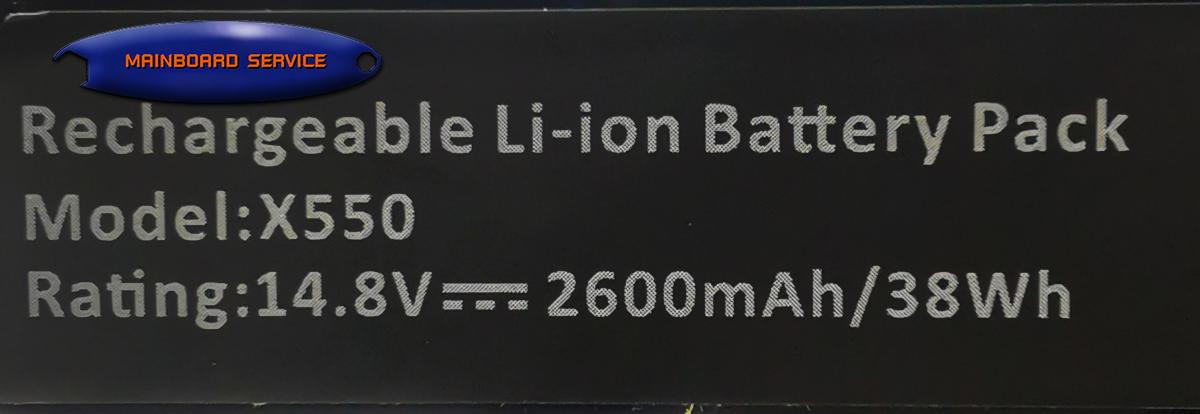 MAINBOARD SERVICE
Rechargeable Li-ion Battery Pack
Model:X550
Rating:14.8V⎓2600mAh/38Wh